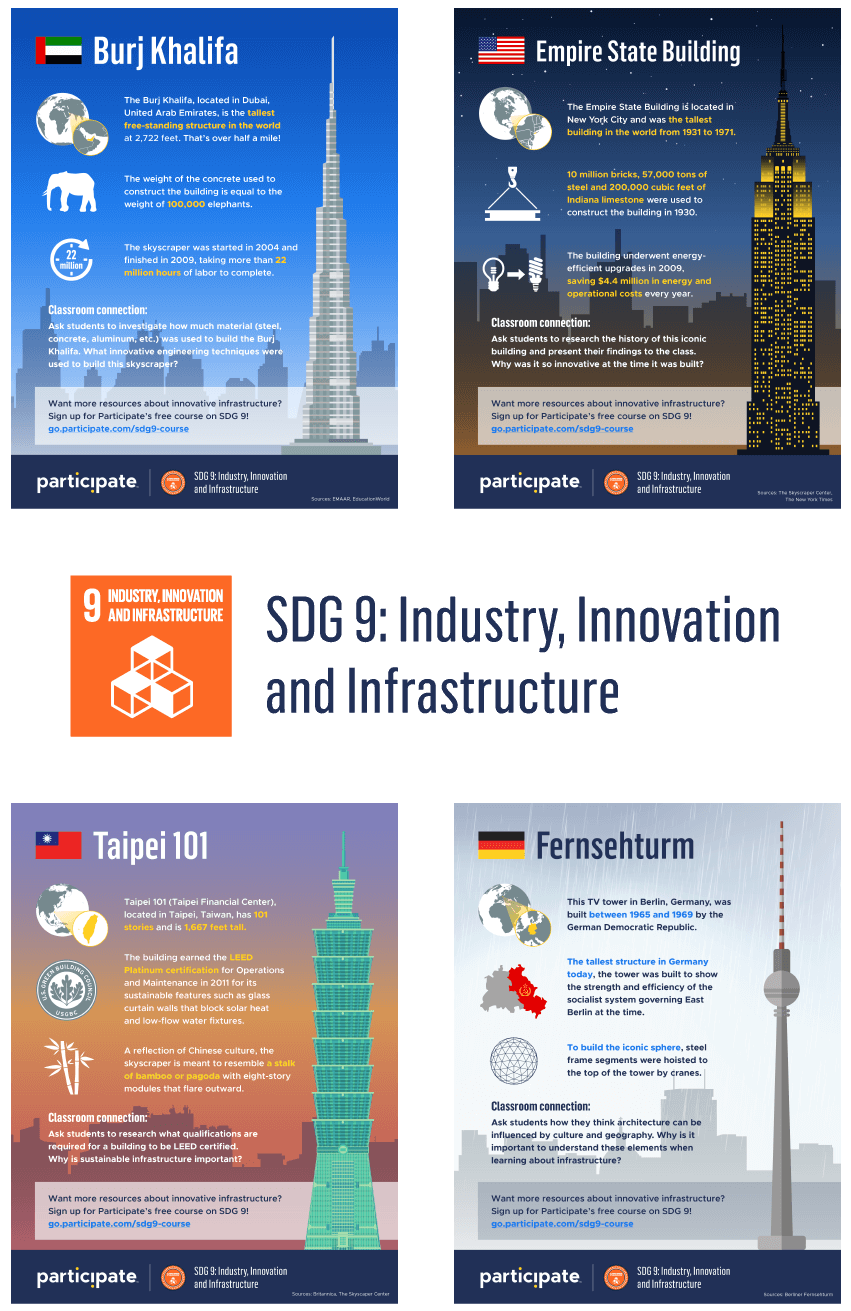 Burj Khalifa
The Burj Khalifa, located in Dubai,
United Arab Emirates, is the tallest
free-standing structure in the world
at 2,722 feet. That's over half a mile!
The weight of the concrete used to
construct the building is equal to the
weight of 100,000 elephants.
22
million
The skyscraper was started in 2004 and
finished in 2009, taking more than 22
million hours of labor to complete.
Classroom connection:
Ask students to investigate how much material (steel,
concrete, aluminum, etc.) was used to build the Burj
Khalifa. What innovative engineering techniques were
used to build this skyscraper?
Want more resources about innovative infrastructure?
Sign up for Participate's free course on SDG 9!
go.participate.com/sdg9-course
participate
SDG 9: Industry, Innovation
and Infrastructure
Sources: EMAAR, EducationWorld
Empire State Building
The Empire State Building is located in
New York City and was the tallest
building in the world from 1931 to 1971.
10 million bricks, 57,000 tons of
steel and 200,000 cubic feet of
Indiana limestone were used to
construct the building in 1930.
The building underwent energy-
efficient upgrades in 2009,
saving $4.4 million in energy and
operational costs every year.
Classroom connection:
Ask students to research the history of this iconic
building and present their findings to the class.
Why was it so innovative at the time it was built?
Want more resources about innovative infrastructure?
Sign up for Participate's free course on SDG 9!
go.participate.com/sdg9-course
participate
SDG 9: Industry, Innovation
and Infrastructure
Sources: The Skyscraper Center,
The New York Times
9 INDUSTRY, INNOVATION
AND INFRASTRUCTURE
SDG 9: Industry, Innovation
and Infrastructure
Taipei 101
Taipei 101 (Taipei Financial Center),
located in Taipei, Taiwan, has 101
stories and is 1,667 feet tall.
U.S. GREEN BUILDING COUNCIL
USGBC
The building earned the LEED
Platinum certification for Operations
and Maintenance in 2011 for its
sustainable features such as glass
curtain walls that block solar heat
and low-flow water fixtures.
A reflection of Chinese culture, the
skyscraper is meant to resemble a stalk
of bamboo or pagoda with eight-story
modules that flare outward.
Classroom connection:
Ask students to research what qualifications are
required for a building to be LEED certified.
Why is sustainable infrastructure important?
Want more resources about innovative infrastructure?
Sign up for Participate's free course on SDG 9!
go.participate.com/sdg9-course
participate
SDG 9: Industry, Innovation
and Infrastructure
Sources: Britannica, The Skyscaper Center
Fernsehturm
This TV tower in Berlin, Germany, was
built between 1965 and 1969 by the
German Democratic Republic.
The tallest structure in Germany
today, the tower was built to show
the strength and efficiency of the
socialist system governing East
Berlin at the time.
To build the iconic sphere, steel
frame segments were hoisted to
the top of the tower by cranes.
Classroom connection:
Ask students how they think architecture can be
influenced by culture and geography. Why is it
important to understand these elements when
learning about infrastructure?
Want more resources about innovative infrastructure?
Sign up for Participate's free course on SDG 9!
go.participate.com/sdg9-course
participate
SDG 9: Industry, Innovation
and Infrastructure
Sources: Berliner-Fernsehturm